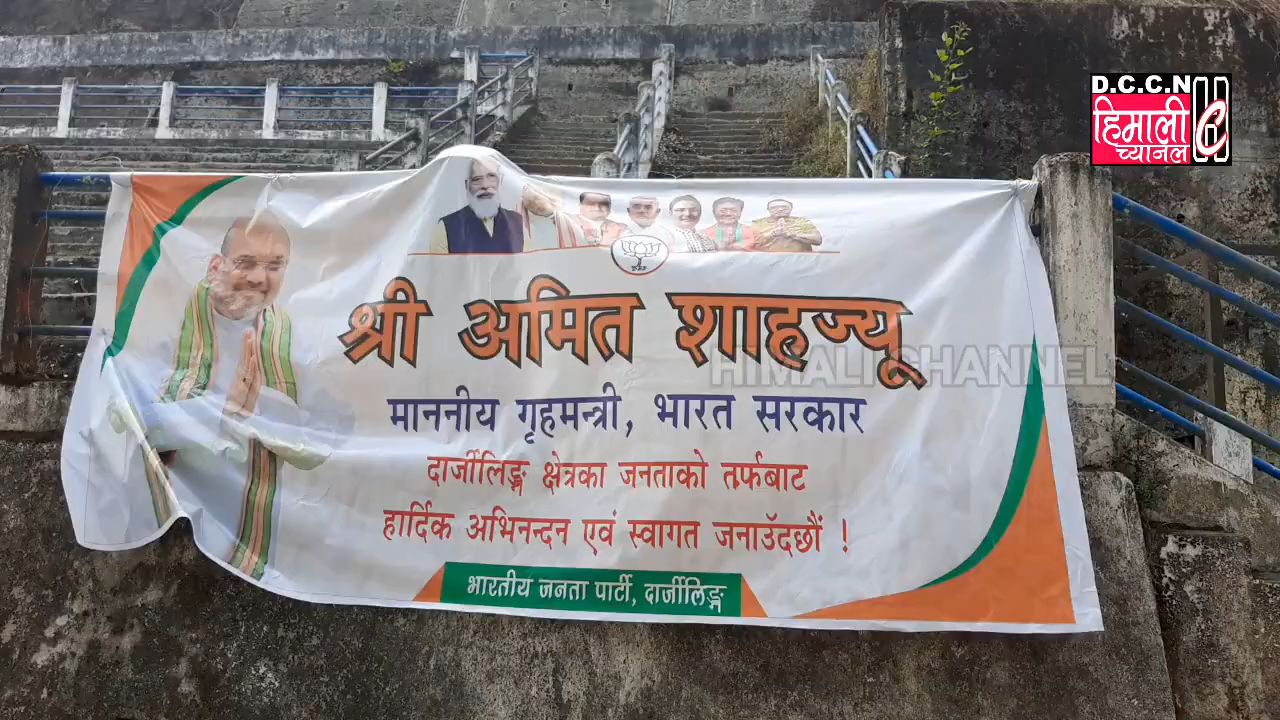 D.C.C.N
हिमाली
च्यानल
श्री अमित शाहज्यू
HIMALI CHANNEL
माननीय गृहमन्त्री, भारत सरकार
दार्जीलिङ्ग क्षेत्रका जनताको तर्फबाट
हार्दिक अभिनन्दन एवं स्वागत जनाउँदछौं !
भारतीय जनता पार्टी, दार्जीलिङ्ग